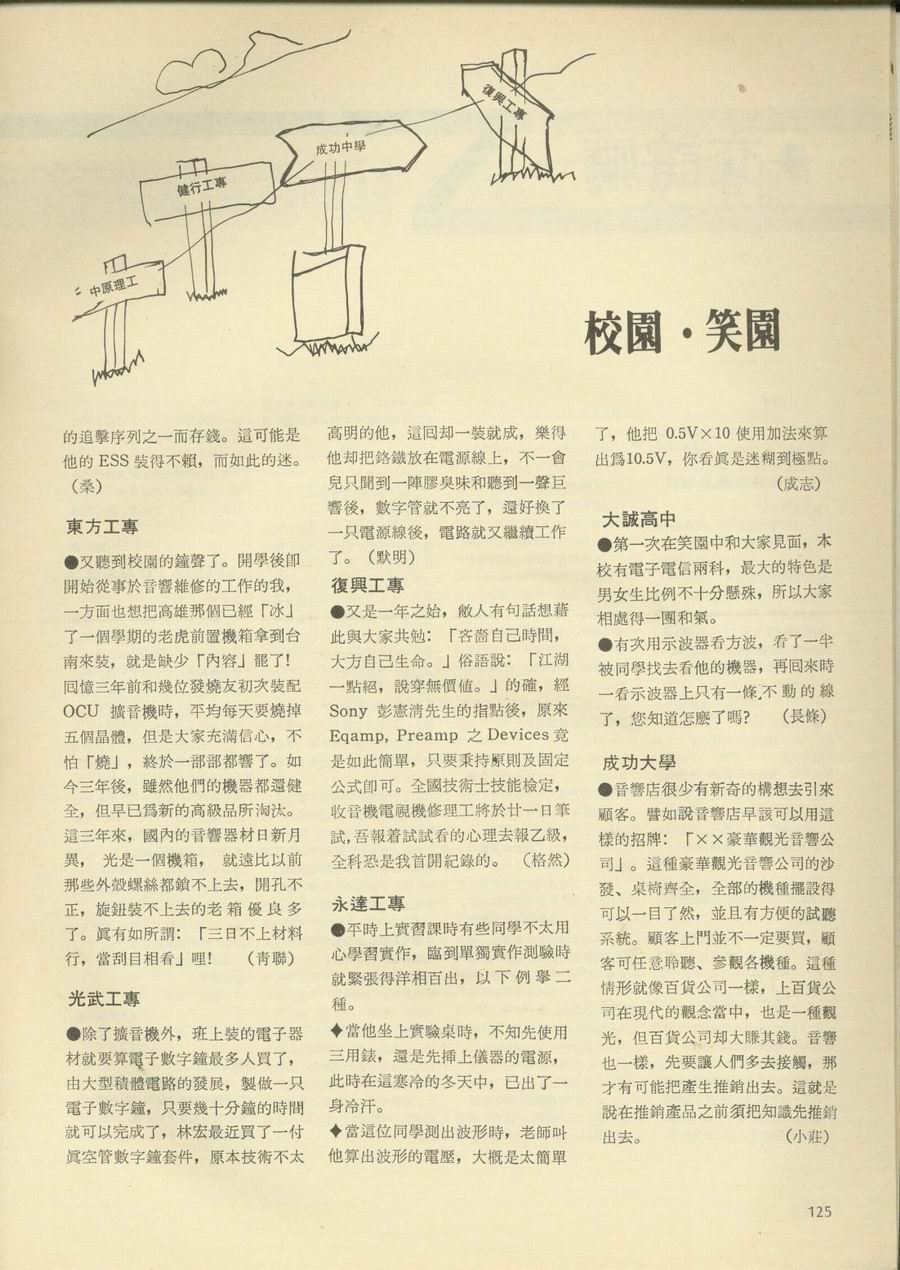 復興工專
成功中學
健行工專
中原理工
校園・笑園
的追擊序列之一而存錢。這可能是
他的 ESS 裝得不賴，而如此的迷。
（桑）
東方工專
●又聽到校園的鐘聲了。開學後卽
開始從事於音響維修的工作的我，
一方面也想把高雄那個已經「冰」
了一個學期的老虎前置機箱拿到台
南來裝，就是缺少「內容」罷了！
囘憶三年前和幾位發燒友初次裝配
OCU 擴音機時，平均每天要燒掉
五個晶體，但是大家充滿信心，不
怕「燒」，終於一部部都響了。如
今三年後，雖然他們的機器都還健
全，但早已爲新的高級品所淘汰。
這三年來，國內的音響器材日新月
異， 光是一個機箱， 就遠比以前
那些外殼螺絲都鎖不上去，開孔不
正，旋鈕裝不上去的老箱優良多
了。眞有如所謂：「三日不上材料
行，當刮目相看」哩！ （靑聯）
光武工專
●除了擴音機外，班上裝的電子器
材就要算電子數字鐘最多人買了，
由大型積體電路的發展，製做一只
電子數字鐘，只要幾十分鐘的時間
就可以完成了，林宏最近買了一付
眞空管數字鐘套件，原本技術不太
高明的他，這囘却一裝就成，樂得
他却把鉻鐵放在電源線上，不一會
兒只聞到一陣膠臭味和聽到一聲巨
響後，數字管就不亮了，還好換了
一只電源線後，電路就又繼續工作
了。（默明）
復興工專
●又是一年之始，敝人有句話想藉
此與大家共勉：「吝嗇自己時間，
大方自己生命。」俗語說：「江湖
一點絕，說穿無價値。」的確，經
Sony 彭憲淸先生的指點後，原來
Eqamp, Preamp 之 Devices 竟
是如此簡單，只要秉持原則及固定
公式卽可。全國技術士技能檢定，
收音機電視機修理工將於廿一日筆
試，吾報着試試看的心理去報乙級，
全科恐是我首開紀錄的。 （格然）
永達工專
●平時上實習課時有些同學不太用
心學習實作，臨到單獨實作測驗時
就緊張得洋相百出，以下例舉二
種。
♦當他坐上實驗桌時，不知先使用
三用錶，還是先揷上儀器的電源，
此時在這寒冷的冬天中，已出了一
身冷汗。
♦當這位同學測出波形時，老師叫
他算出波形的電壓，大概是太簡單
了，他把 0.5V×10 使用加法來算
出爲10.5V，你看眞是迷糊到極點。
（成志）
大誠高中
●第一次在笑園中和大家見面，本
校有電子電信兩科，最大的特色是
男女生比例不十分懸殊，所以大家
相處得一團和氣。
●有次用示波器看方波，看了一半
被同學找去看他的機器，再回來時
一看示波器上只有一條不動的線
了，您知道怎麽了嗎？ （長條）
成功大學
●音響店很少有新奇的構想去引來
顧客。譬如說音響店早該可以用這
樣的招牌：「××豪華觀光音響公
司」。這種豪華觀光音響公司的沙
發、桌椅齊全，全部的機種擺設得
可以一目了然，並且有方便的試聽
系統。顧客上門並不一定要買，顧
客可任意聆聽、參觀各機種。這種
情形就像百貨公司一樣，上百貨公
司在現代的觀念當中，也是一種觀
光，但百貨公司却大賺其錢。音響
也一樣，先要讓人們多去接觸，那
才有可能把產生推銷出去。這就是
說在推銷產品之前須把知識先推銷
出去。 （小莊）
125